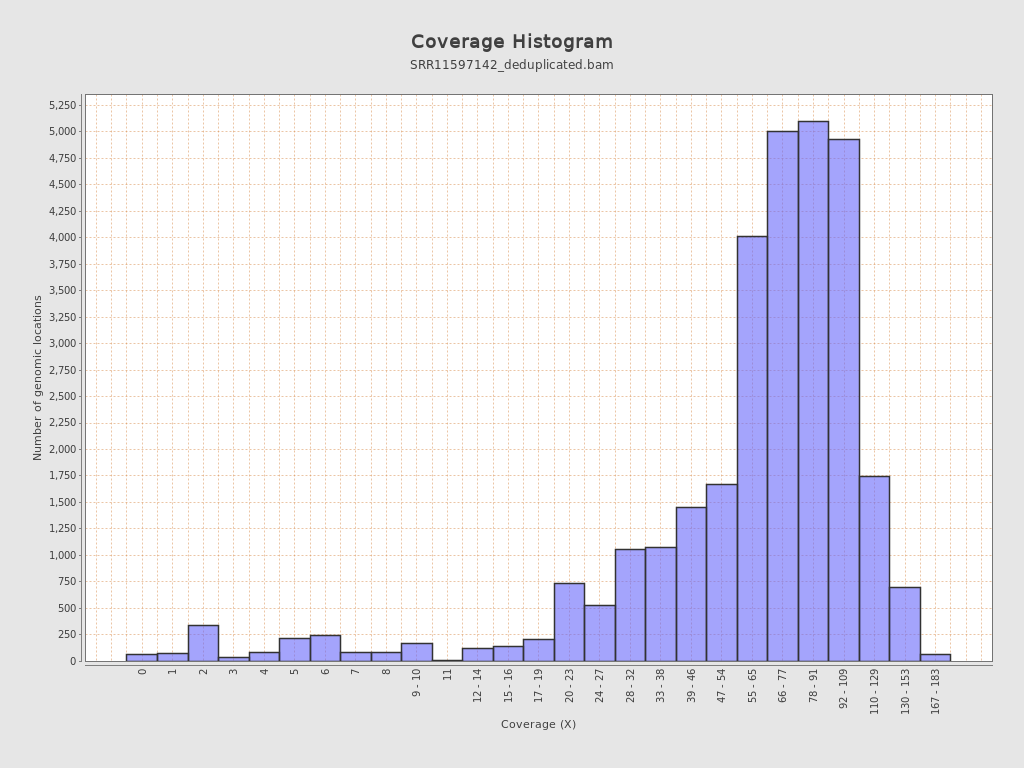 Coverage Histogram
SRR11597142_deduplicated.bam
Number of genomic locations
5,250
5,000
4,750
4,500
4,250
4,000
3,750
3,500
3,250
3,000
2,750
2,500
2,250
2,000
1,750
1,500
1,250
1,000
750
500
250
0
0
1
2
3
4
5
6
7
8
9 - 10
11
12 - 14
15 - 16
17 - 19
20 - 23
24 - 27
28 - 32
33 - 38
39 - 46
47 - 54
55 - 65
66 - 77
78 - 91
92 - 109
110 - 129
130 - 153
167 - 183
Coverage (X)